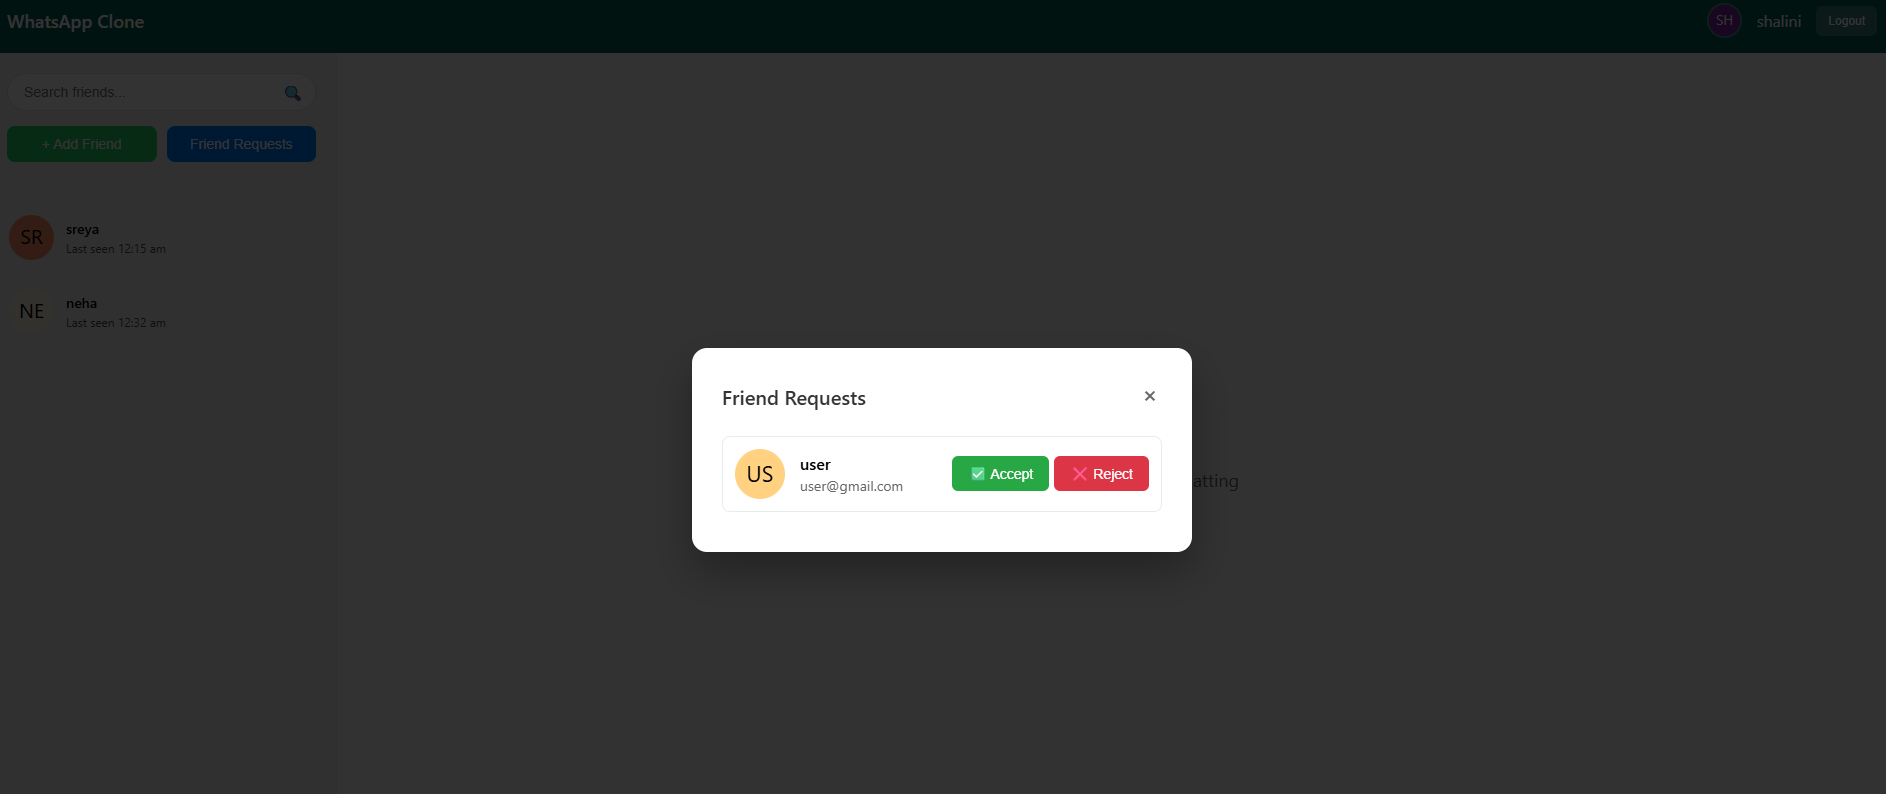 WhatsApp Clone
SH shalini Logout
Search friends...
+ Add Friend Friend Requests
SR sreya
Last seen 12:15 am
NE neha
Last seen 12:32 am
Friend Requests ×
US user
user@gmail.com
✅ Accept ❌ Reject
atting